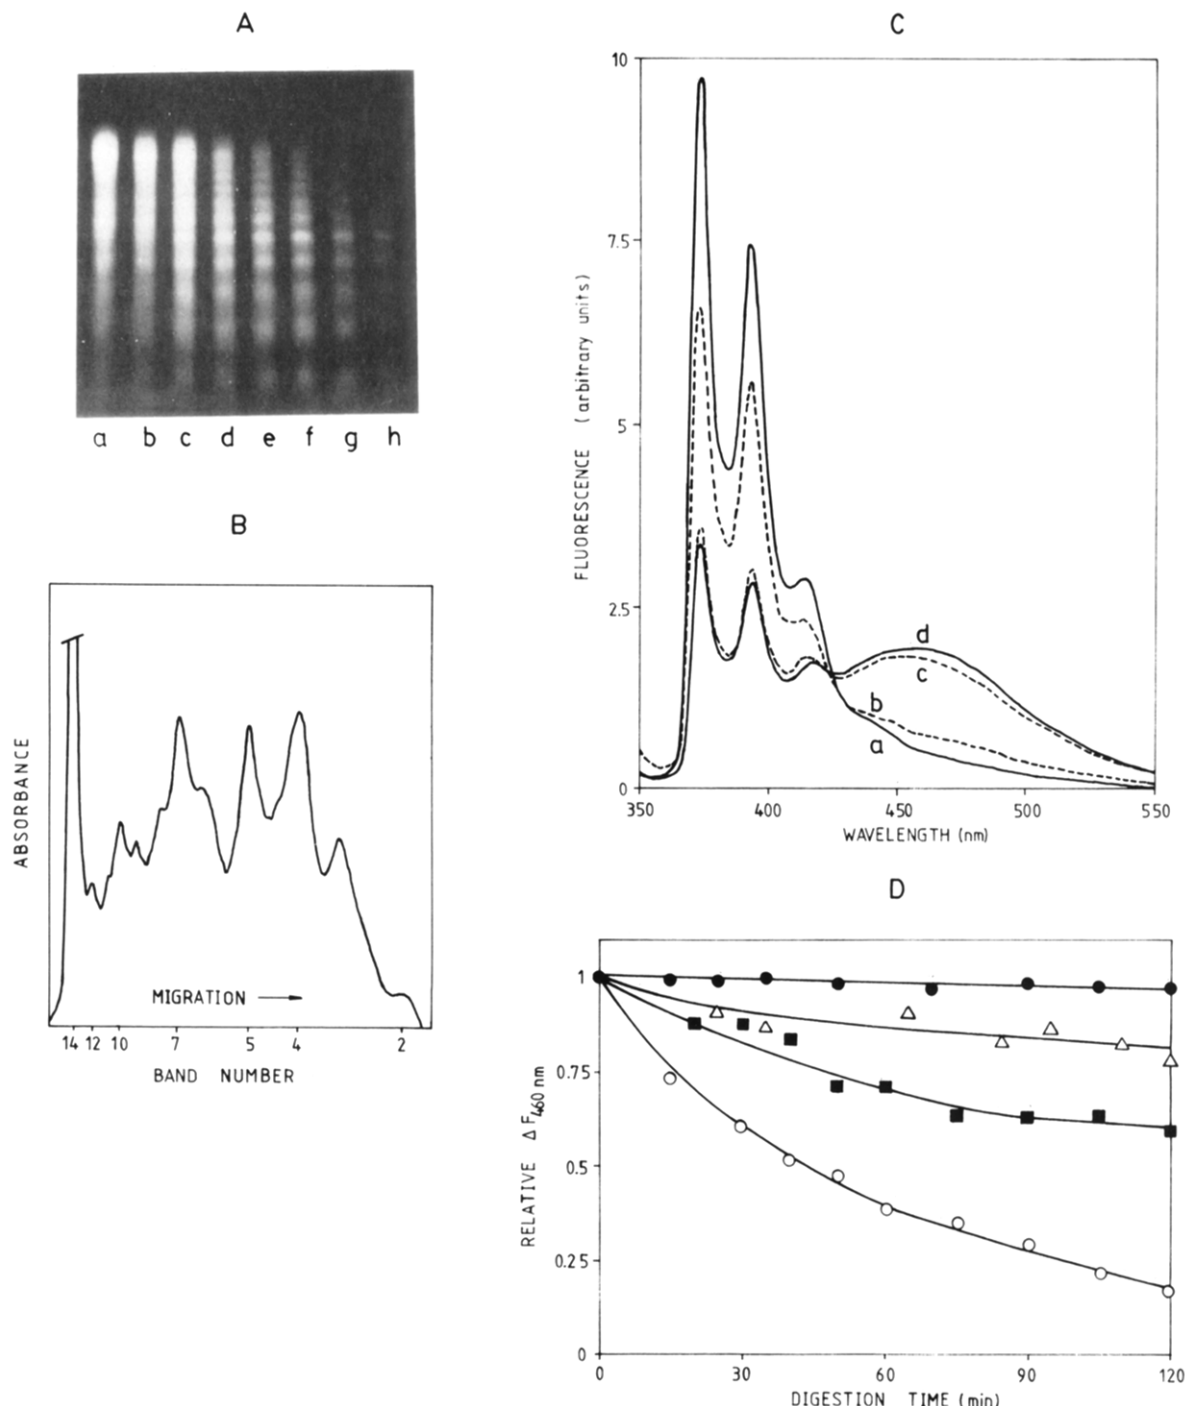 A
a b c d e f g h
B
ABSORBANCE
MIGRATION
14 12 10 7 5 4 2
BAND NUMBER
C
FLUORESCENCE (arbitrary units)
10
7.5
5
2.5
0
d
c
b
a
350 400 450 500 550
WAVELENGTH (nm)
D
RELATIVE Δ F460 nm
1
0.75
0.5
0.25
0
0 30 60 90 120
DIGESTION TIME (min)